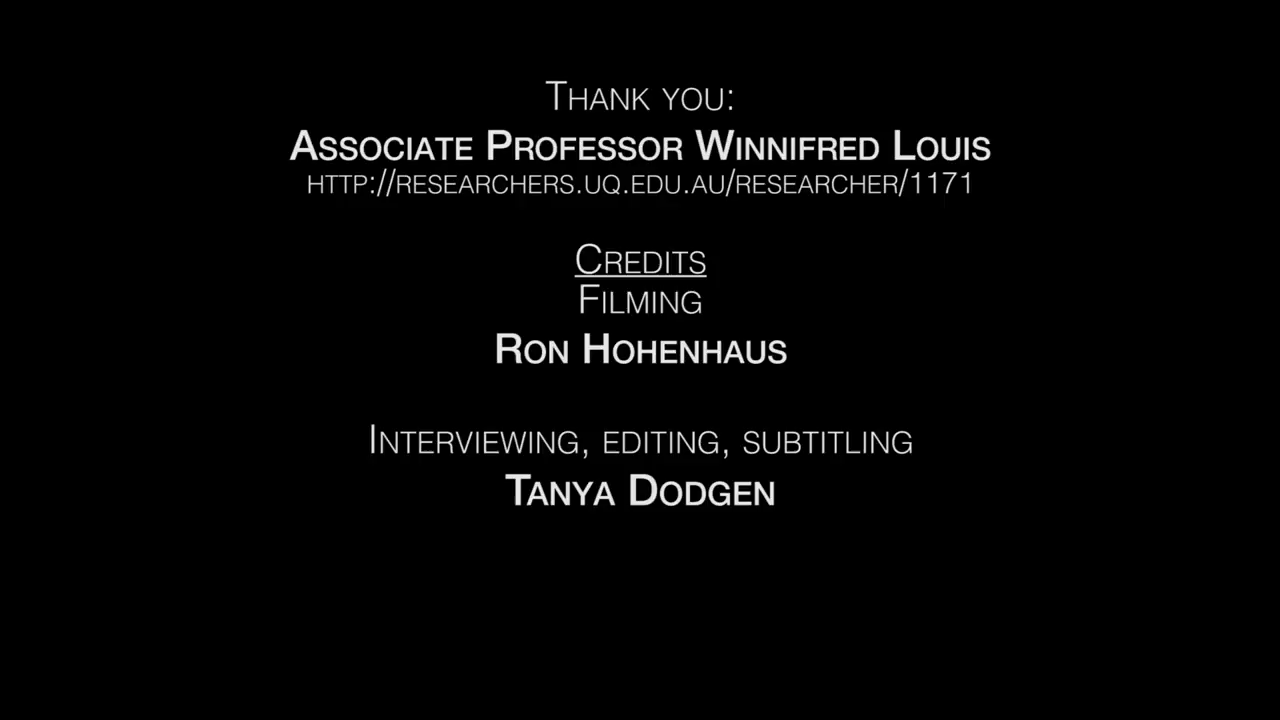 Thank you:
Associate Professor Winnifred Louis
http://researchers.uq.edu.au/researcher/1171
Credits
Filming
Ron Hohenhaus
Interviewing, editing, subtitling
Tanya Dodgen